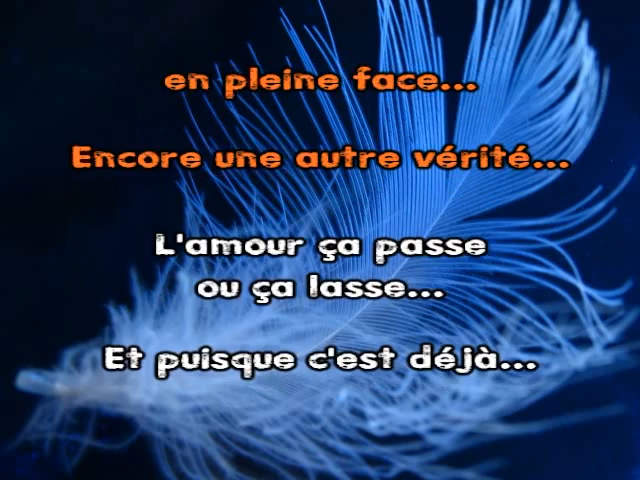 en pleine face...
Encore une autre vérité...
L'amour ça passe
ou ça lasse...
Et puisque c'est déjà...